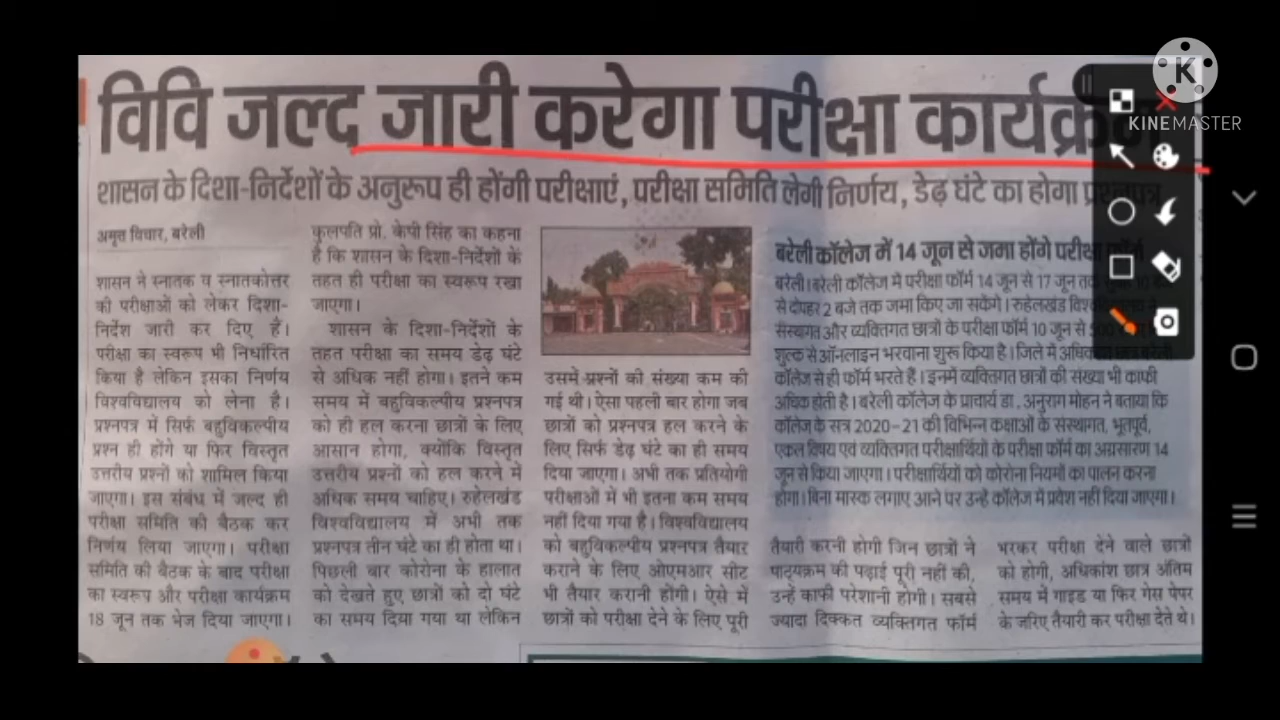 विवि जल्द जारी करेगा परीक्षा
शासन के दिशा-निर्देशों के अनुरूप ही होंगी परीक्षाएं, परीक्षा समिति लेगी निर्णय, डेढ़ घंटे का होगा
अमृत विचार, बरेली
शासन ने स्नातक व स्नातकोत्तर
की परीक्षाओं को लेकर दिशा-
निर्देश जारी कर दिए हैं।
परीक्षा का स्वरूप भी निर्धारित
किया है लेकिन इसका निर्णय
विश्वविद्यालय को लेना है।
प्रश्नपत्र में सिर्फ बहुविकल्पीय
प्रश्न ही होंगे या फिर विस्तृत
उत्तरीय प्रश्नों को शामिल किया
जाएगा। इस संबंध में जल्द ही
परीक्षा समिति की बैठक कर
निर्णय लिया जाएगा। परीक्षा
समिति की बैठक के बाद परीक्षा
का स्वरूप और परीक्षा कार्यक्रम
18 जून तक भेज दिया जाएगा।
कुलपति प्रो. केपी सिंह का कहना
है कि शासन के दिशा-निर्देशों के
तहत ही परीक्षा का स्वरूप रखा
जाएगा।
शासन के दिशा-निर्देशों के
तहत परीक्षा का समय डेढ़ घंटे
से अधिक नहीं होगा। इतने कम
समय में बहुविकल्पीय प्रश्नपत्र
को ही हल करना छात्रों के लिए
आसान होगा, क्योंकि विस्तृत
उत्तरीय प्रश्नों को हल करने में
अधिक समय चाहिए। रुहेलखंड
विश्वविद्यालय में अभी तक
प्रश्नपत्र तीन घंटे का ही होता था।
पिछली बार कोरोना के हालात
को देखते हुए छात्रों को दो घंटे
का समय दिया गया था लेकिन
उसमें प्रश्नों की संख्या कम की
गई थी। ऐसा पहली बार होगा जब
छात्रों को प्रश्नपत्र हल करने के
लिए सिर्फ डेढ़ घंटे का ही समय
दिया जाएगा। अभी तक प्रतियोगी
परीक्षाओं में भी इतना कम समय
नहीं दिया गया है। विश्वविद्यालय
को बहुविकल्पीय प्रश्नपत्र तैयार
कराने के लिए ओएमआर सीट
भी तैयार करानी होंगी। ऐसे में
छात्रों को परीक्षा देने के लिए पूरी
बरेली कॉलेज में 14 जून से जमा होंगे परीक्षा
बरेली। बरेली कॉलेज में परीक्षा फॉर्म 14 जून से 17 जून तक
से दोपहर 2 बजे तक जमा किए जा सकेंगे। रुहेलखंड
संस्थागत और व्यक्तिगत छात्रों के परीक्षा फॉर्म 10 जून से
शुल्क से ऑनलाइन भरवाना शुरू किया है। जिले में
कॉलेज से ही फॉर्म भरते हैं। इनमें व्यक्तिगत छात्रों की संख्या भी काफी
अधिक होती है। बरेली कॉलेज के प्राचार्य डा. अनुराग मोहन ने बताया कि
कॉलेज के सत्र 2020-21 की विभिन्न कक्षाओं के संस्थागत, भूतपूर्व,
एकल विषय एवं व्यक्तिगत परीक्षार्थियों के परीक्षा फॉर्म का अग्रसारण 14
जून से किया जाएगा। परीक्षार्थियों को कोरोना नियमों का पालन करना
होगा। बिना मास्क लगाए आने पर उन्हें कॉलेज में प्रवेश नहीं दिया जाएगा।
तैयारी करनी होगी जिन छात्रों ने
पाठ्यक्रम की पढ़ाई पूरी नहीं की,
उन्हें काफी परेशानी होगी। सबसे
ज्यादा दिक्कत व्यक्तिगत फॉर्म
भरकर परीक्षा देने वाले छात्रों
को होगी, अधिकांश छात्र अंतिम
समय में गाइड या फिर गेस पेपर
के जरिए तैयारी कर परीक्षा देते थे।
K
KINEMASTER